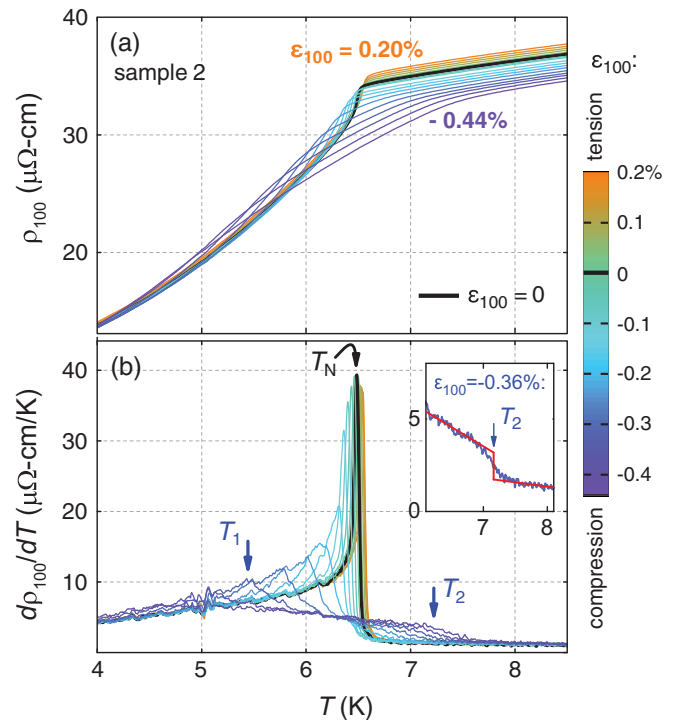 (a)
ε₁₀₀ = 0.20%
sample 2
- 0.44%
ε₁₀₀ = 0
ρ₁₀₀ (μΩ-cm)
40
30
20
ε₁₀₀:
tension
0.2%
0.1
0
-0.1
-0.2
-0.3
-0.4
compression
(b)
T_N
ε₁₀₀=-0.36%:
T₂
5
0
7
8
T₁
T₂
dρ₁₀₀/dT (μΩ-cm/K)
40
30
20
10
4
5
6
7
8
T (K)